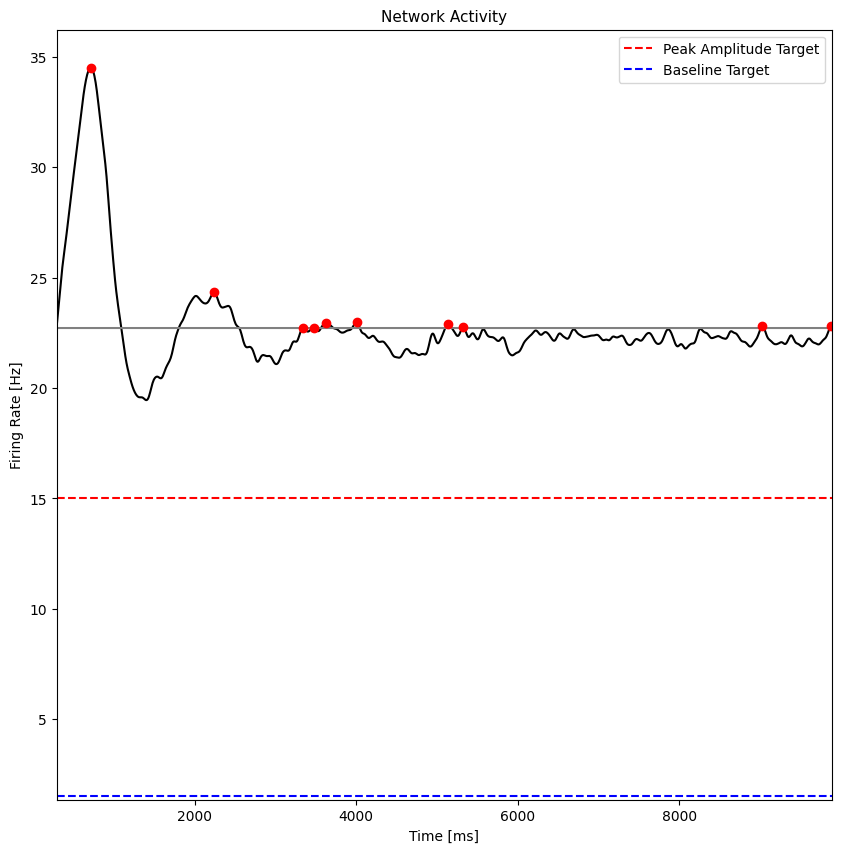 Network Activity
Peak Amplitude Target
Baseline Target
35
30
25
20
15
10
5
Firing Rate [Hz]
2000 4000 6000 8000
Time [ms]